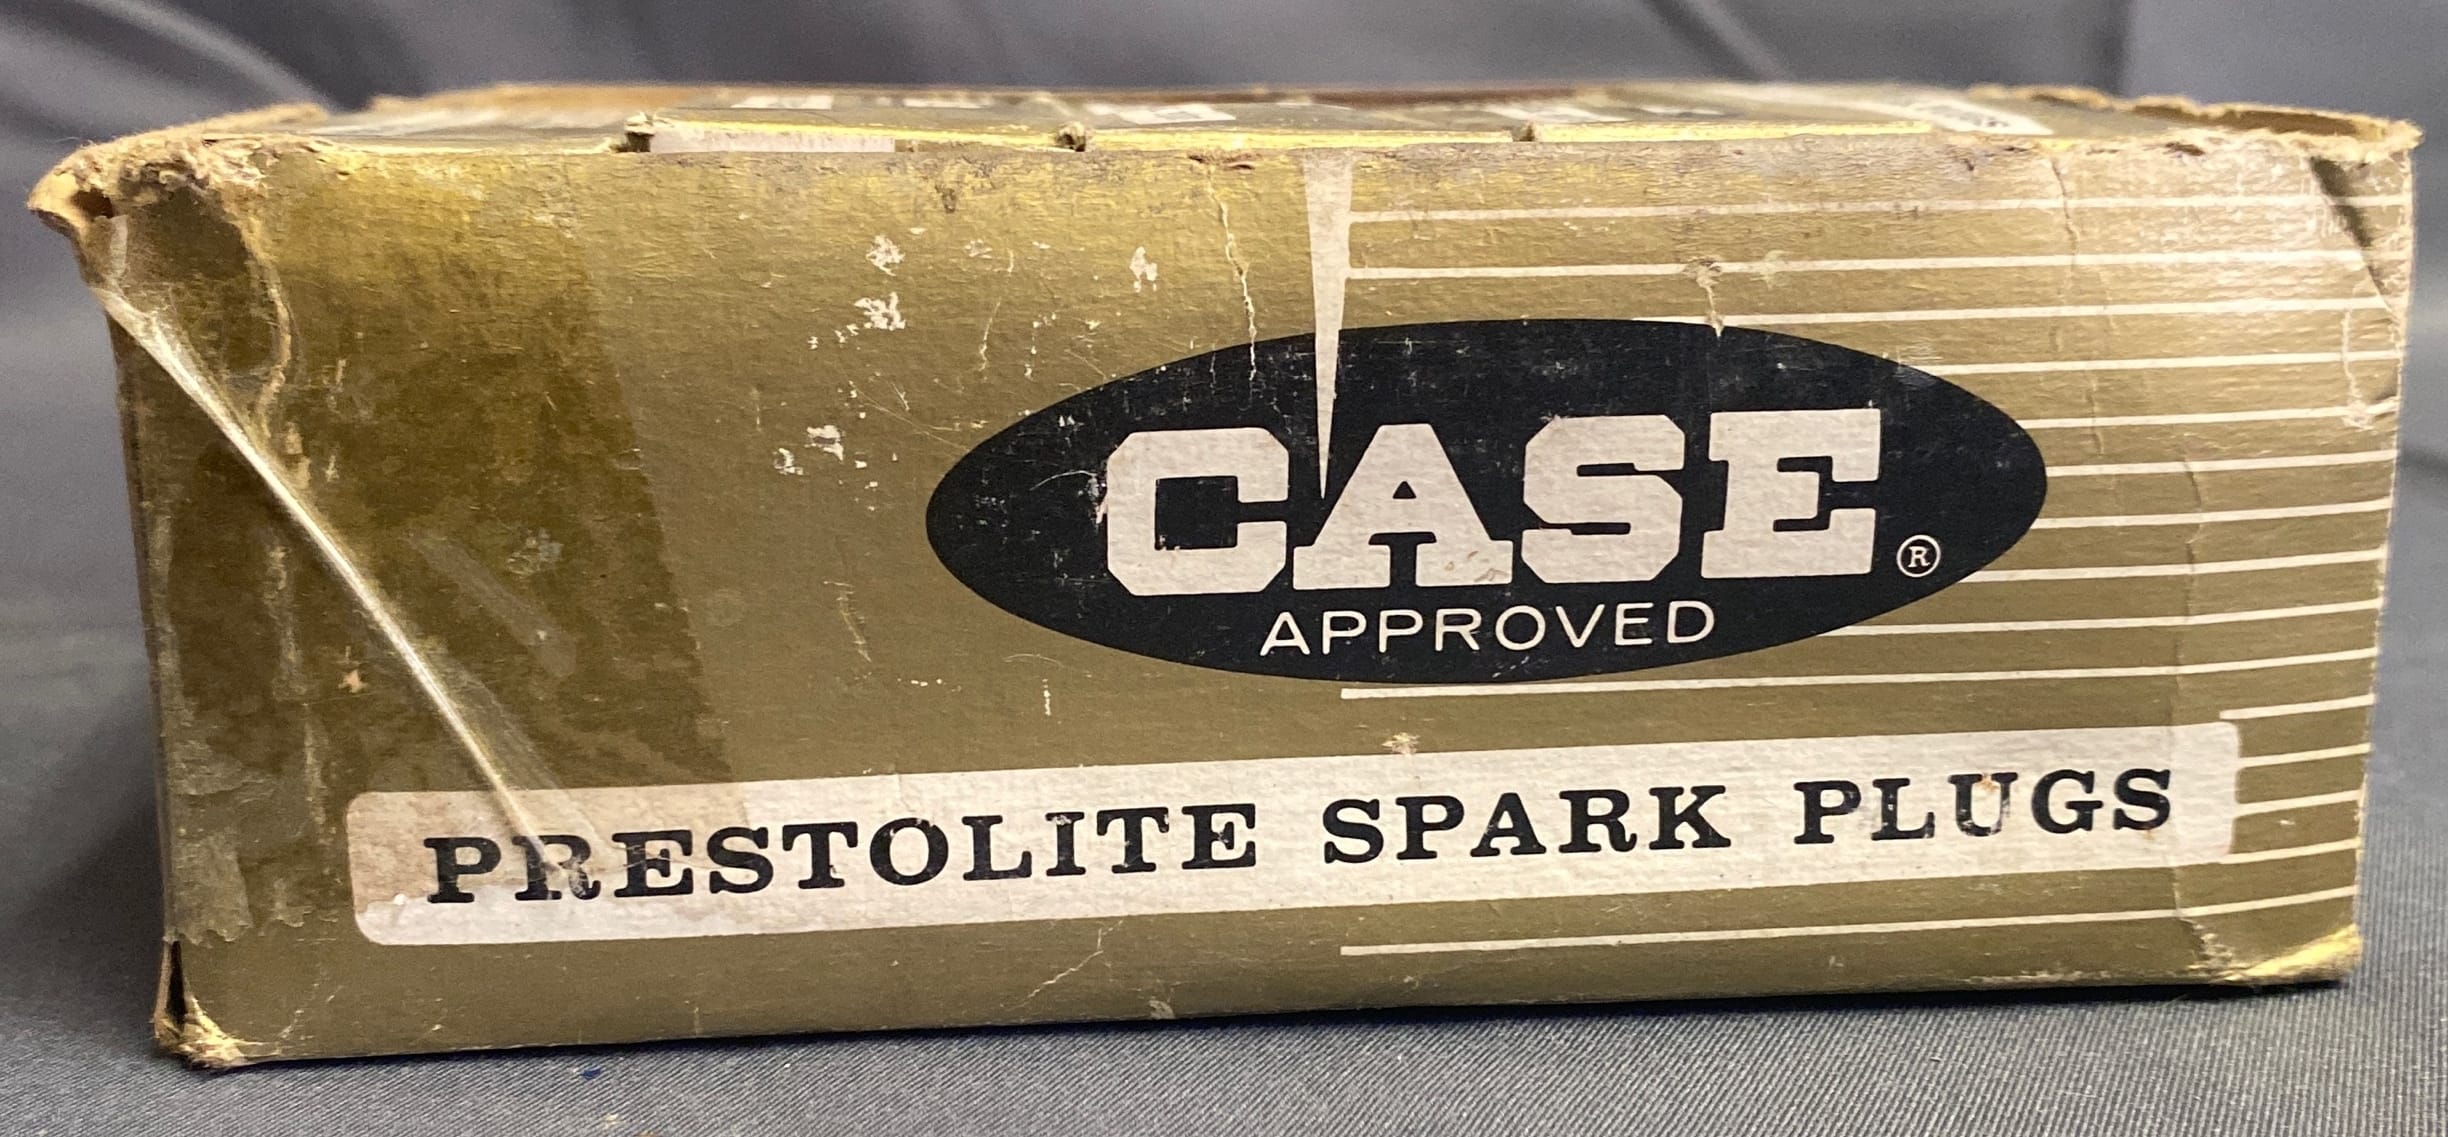 CASE ®
APPROVED
PRESTOLITE SPARK PLUGS